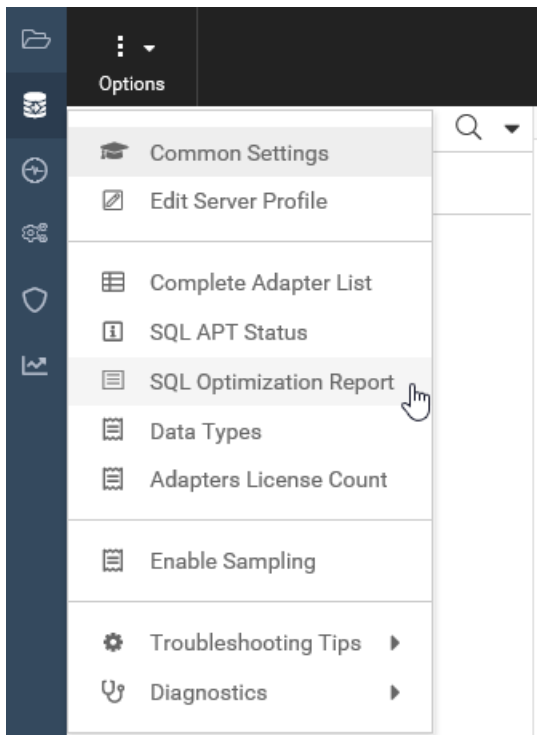 Options
Common Settings
Edit Server Profile
Complete Adapter List
SQL APT Status
SQL Optimization Report
Data Types
Adapters License Count
Enable Sampling
Troubleshooting Tips
Diagnostics